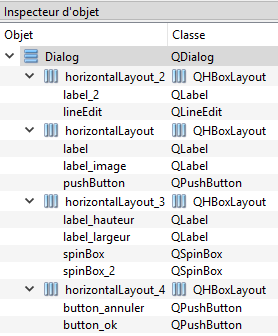 Inspecteur d'objet
Objet Classe
Dialog QDialog
horizontalLayout_2 QHBoxLayout
label_2 QLabel
lineEdit QLineEdit
horizontalLayout QHBoxLayout
label QLabel
label_image QLabel
pushButton QPushButton
horizontalLayout_3 QHBoxLayout
label_hauteur QLabel
label_largeur QLabel
spinBox QSpinBox
spinBox_2 QSpinBox
horizontalLayout_4 QHBoxLayout
button_annuler QPushButton
button_ok QPushButton